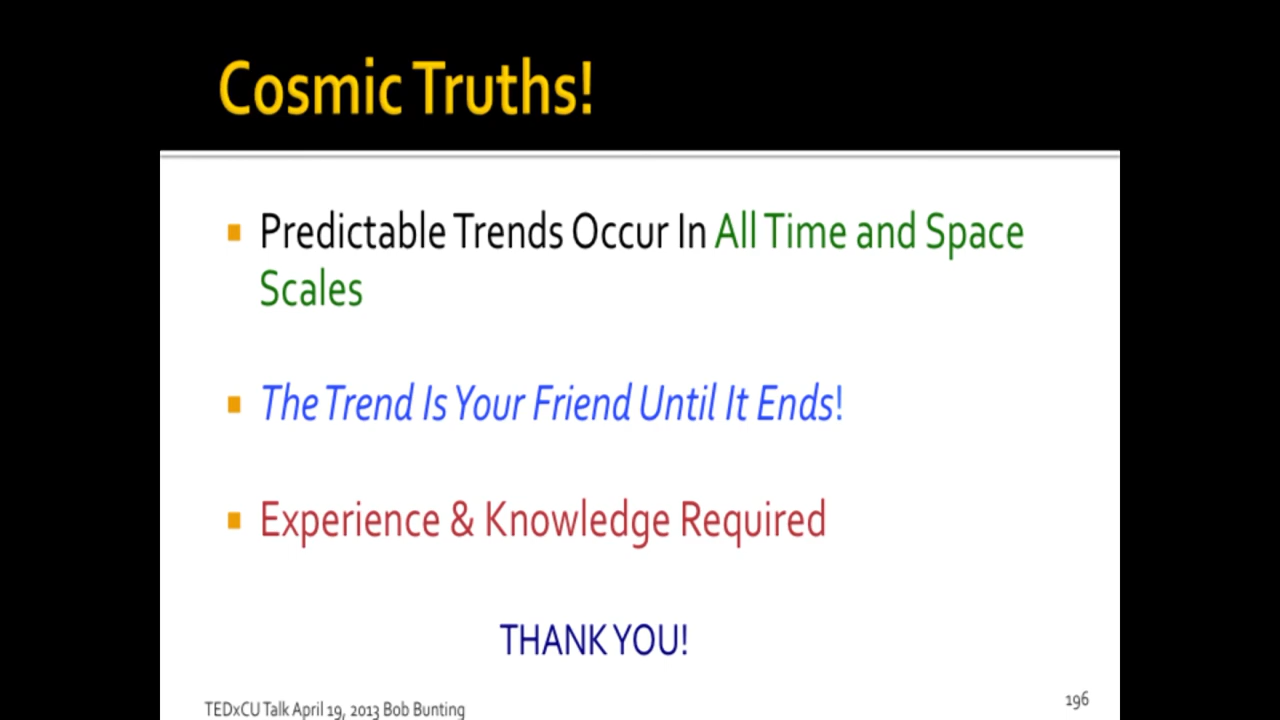 Cosmic Truths!
Predictable Trends Occur In All Time and Space
Scales
The Trend Is Your Friend Until It Ends!
Experience & Knowledge Required
THANK YOU!
TEDxCU Talk April 19, 2013 Bob Bunting
196